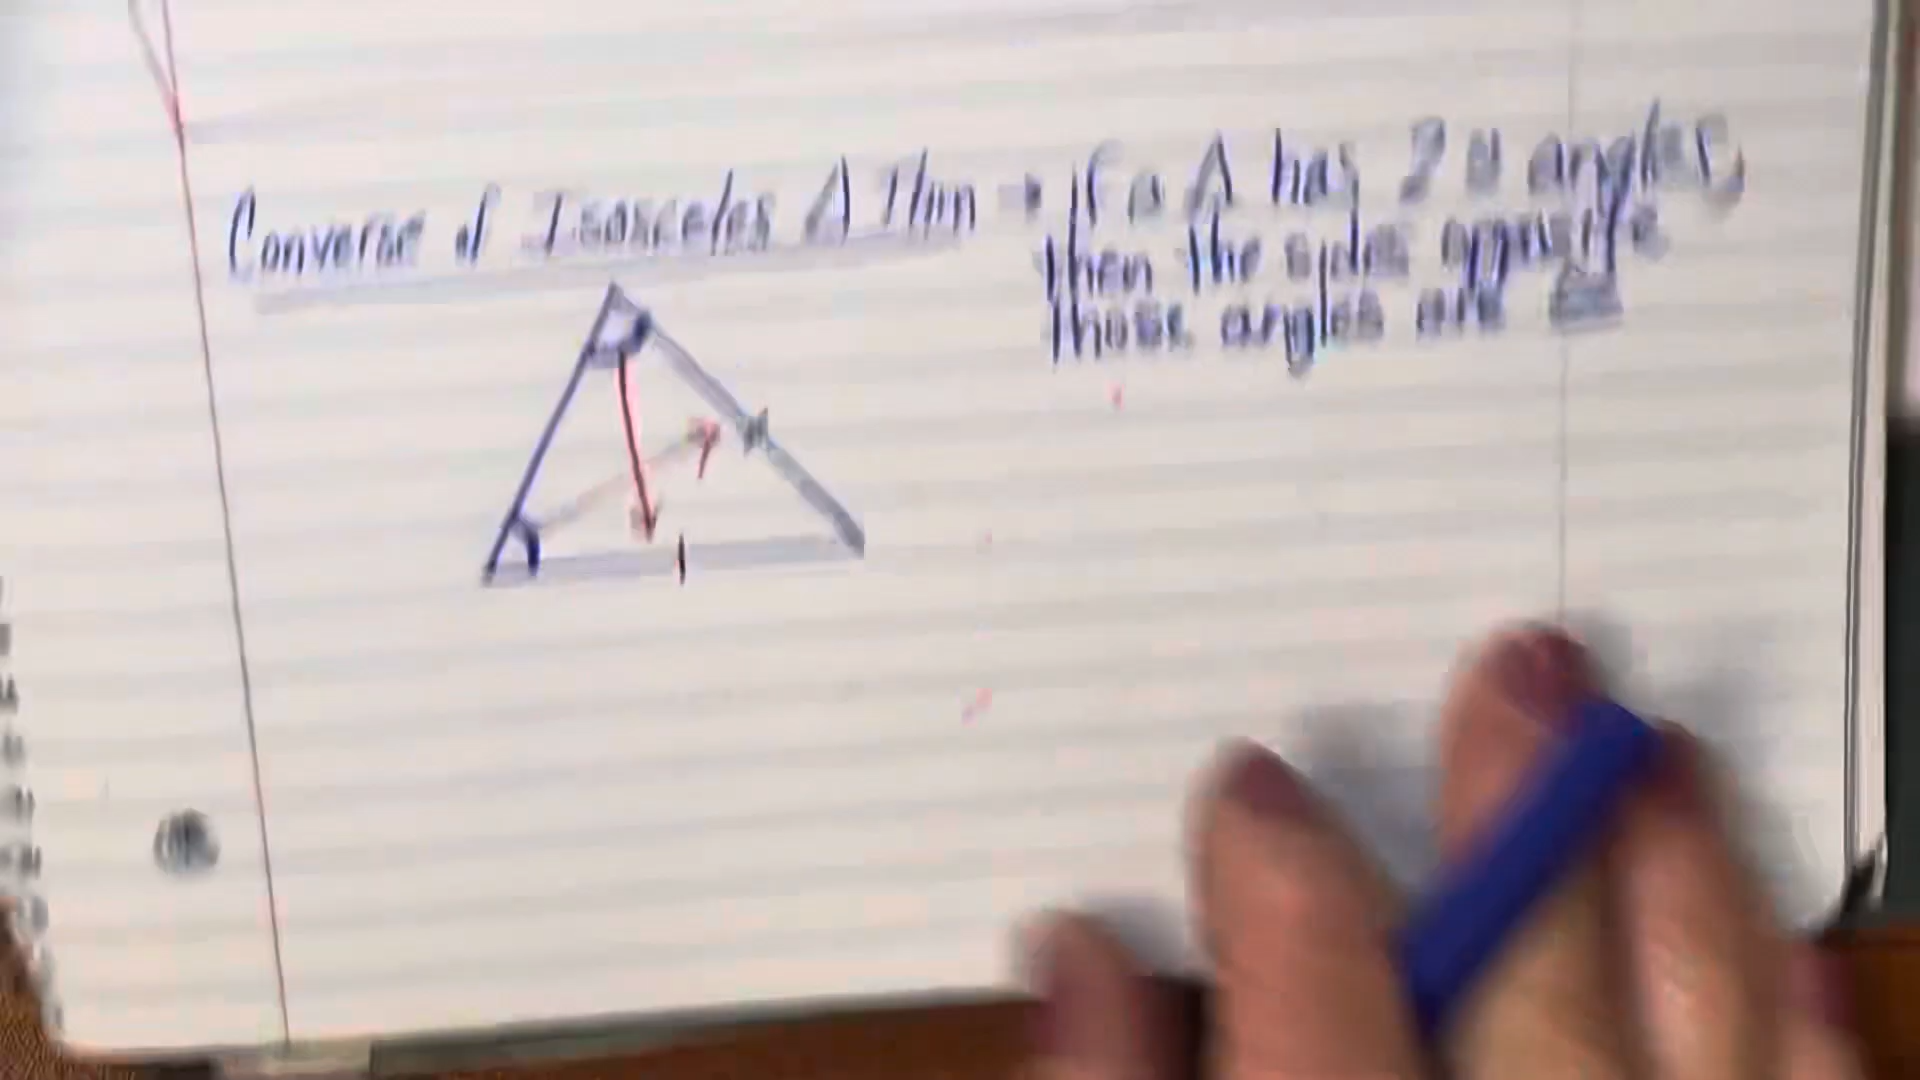 Converse of Isosceles Δ Thm → If a Δ has 2 ≅ angles,
then the sides opposite
those angles are ≅